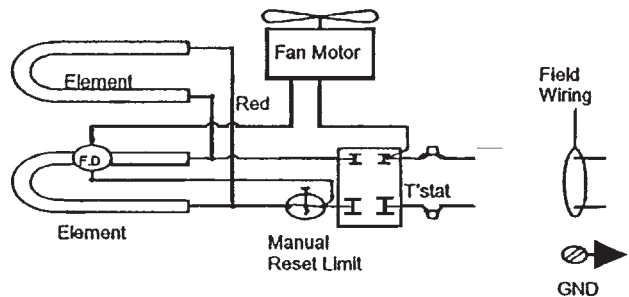 Fan Motor
Field
Wiring
Element
Red
F.D
T'stat
Element
Manual
Reset Limit
GND